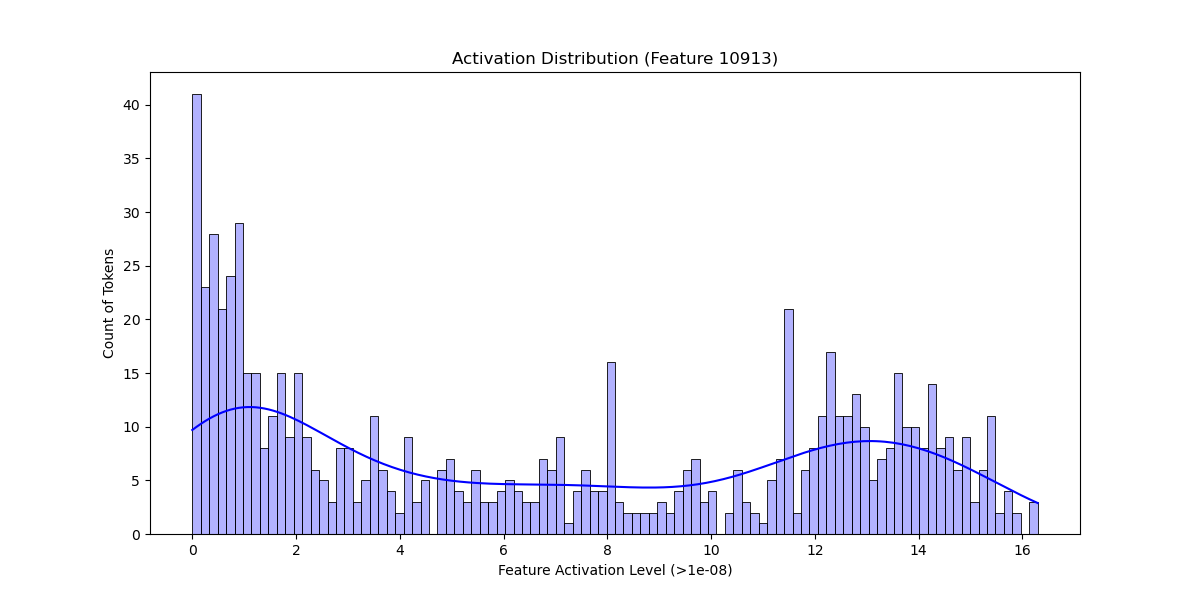 Activation Distribution (Feature 10913)
Count of Tokens
40
35
30
25
20
15
10
5
0
0 2 4 6 8 10 12 14 16
Feature Activation Level (>1e-08)